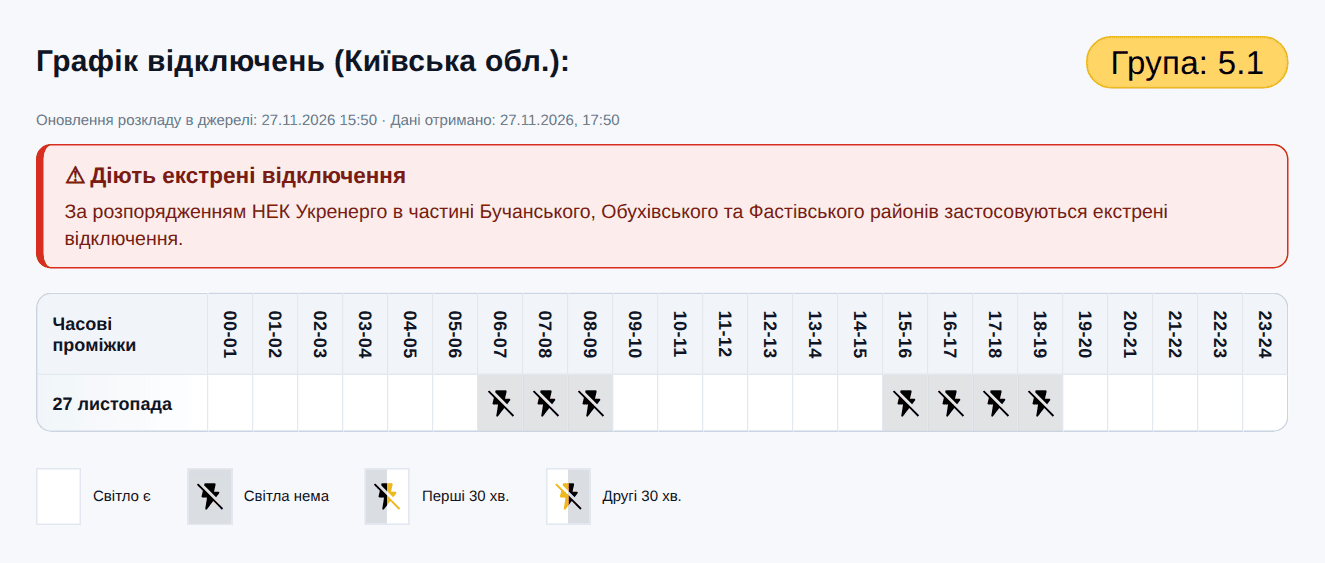 Графік відключень (Київська обл.):
Група: 5.1
Оновлення розкладу в джерелі: 27.11.2026 15:50 · Дані отримано: 27.11.2026, 17:50
⚠ Діють екстрені відключення
За розпорядженням НЕК Укренерго в частині Бучанського, Обухівського та Фастівського районів застосовуються екстрені
відключення.
Часові
проміжки
00-01
01-02
02-03
03-04
04-05
05-06
06-07
07-08
08-09
09-10
10-11
11-12
12-13
13-14
14-15
15-16
16-17
17-18
18-19
19-20
20-21
21-22
22-23
23-24
27 листопада
Світло є
Світла нема
Перші 30 хв.
Другі 30 хв.